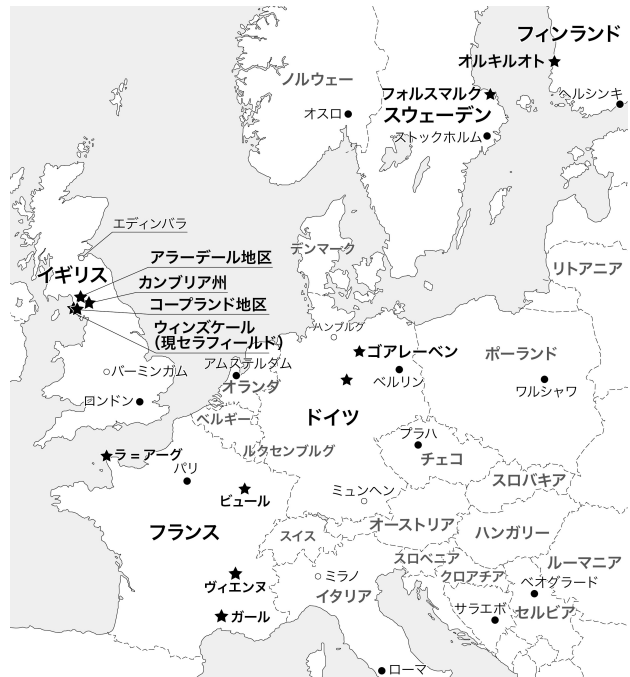 フィンランド
オルキルオト
ノルウェー
フォルスマルク
ヘルシンキ
オスロ
スウェーデン
ストックホルム
エディンバラ
デンマーク
アラーデール地区
リトアニア
イギリス
カンブリア州
コープランド地区
ウィンズケール
(現セラフィールド)
ハンブルグ
ゴアレーベン
ポーランド
アムステルダム
バーミンガム
オランダ
ベルリン
ワルシャワ
ロンドン
ベルギー
ドイツ
プラハ
ラ=アーグ
ルクセンブルグ
チェコ
パリ
スロバキア
ビュール
ミュンヘン
フランス
スイス
オーストリア
ハンガリー
スロベニア
ルーマニア
ヴィエンヌ
ミラノ
クロアチア
ベオグラード
イタリア
ガール
サラエボ
セルビア
ローマ